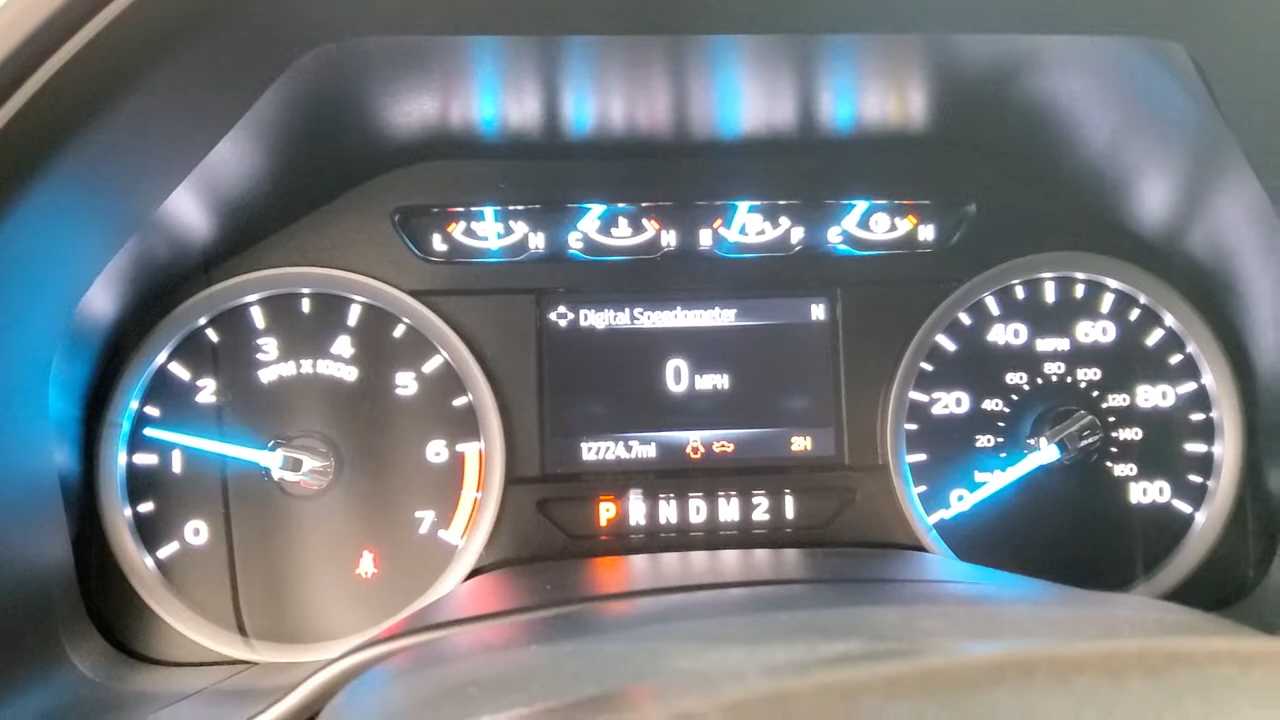 L H C H E F C H
Digital Speedometer N
0 MPH
12724.7mi 2H
P R N D M 2 1
0 1 2 3 4 5 6 7
RPM X 1000
0 20 40 60 80 100
MPH
20 40 60 80 100 120 140 160
km/h